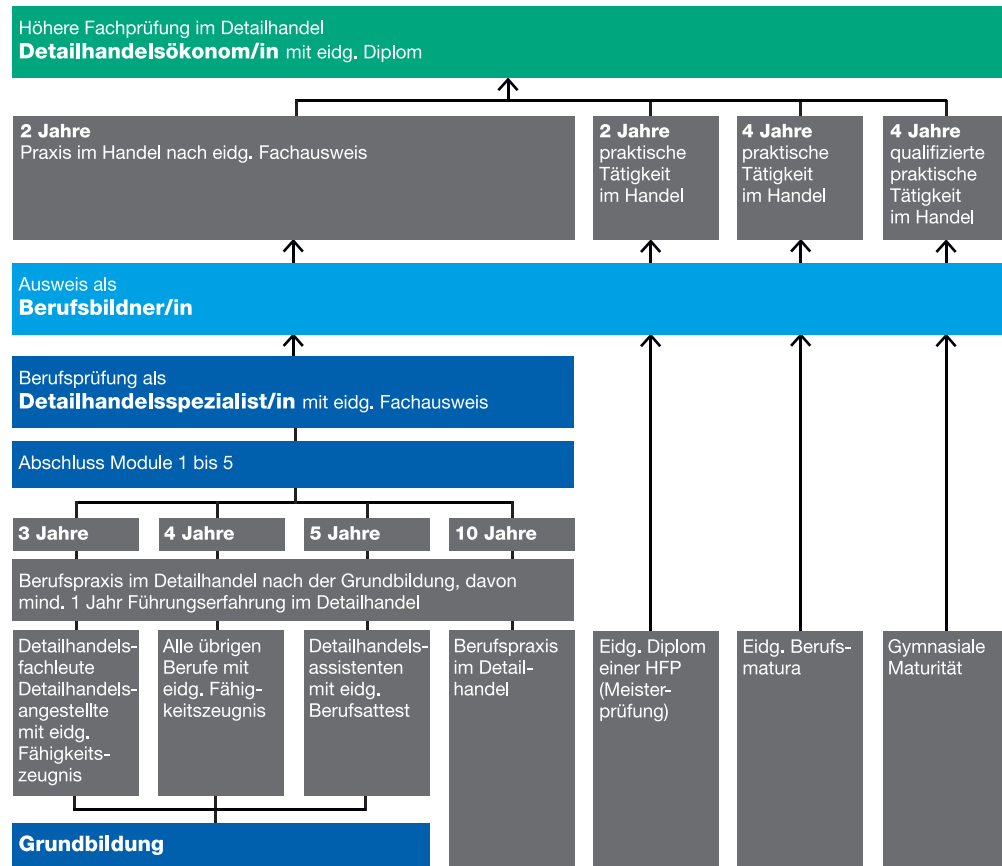 Höhere Fachprüfung im Detailhandel
Detailhandelsökonom/in mit eidg. Diplom
2 Jahre
Praxis im Handel nach eidg. Fachausweis
2 Jahre
praktische
Tätigkeit
im Handel
4 Jahre
praktische
Tätigkeit
im Handel
4 Jahre
qualifizierte
praktische
Tätigkeit
im Handel
Ausweis als
Berufsbildner/in
Berufsprüfung als
Detailhandelsspezialist/in mit eidg. Fachausweis
Abschluss Module 1 bis 5
3 Jahre
4 Jahre
5 Jahre
10 Jahre
Berufspraxis im Detailhandel nach der Grundbildung, davon
mind. 1 Jahr Führungserfahrung im Detailhandel
Detailhandels-
fachleute
Detailhandels-
angestellte
mit eidg.
Fähigkeits-
zeugnis
Alle übrigen
Berufe mit
eidg. Fähig-
keitszeugnis
Detailhandels-
assistenten
mit eidg.
Berufsattest
Berufspraxis
im Detail-
handel
Eidg. Diplom
einer HFP
(Meister-
prüfung)
Eidg. Berufs-
matura
Gymnasiale
Maturität
Grundbildung